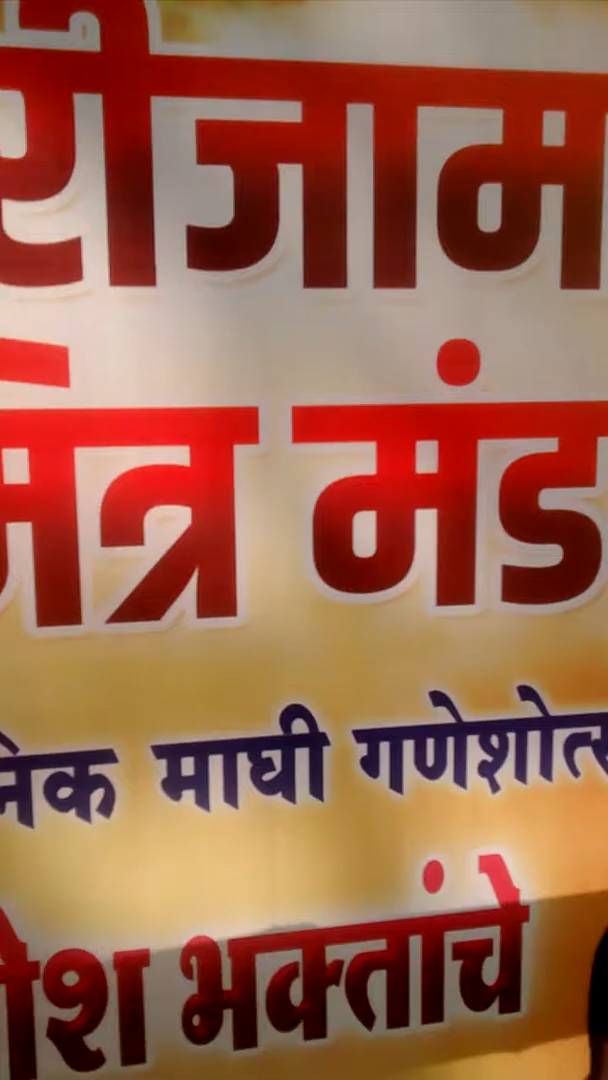 रीजाम
मित्र मंड
निक माघी गणेशोत्स
ेश भक्तांचे